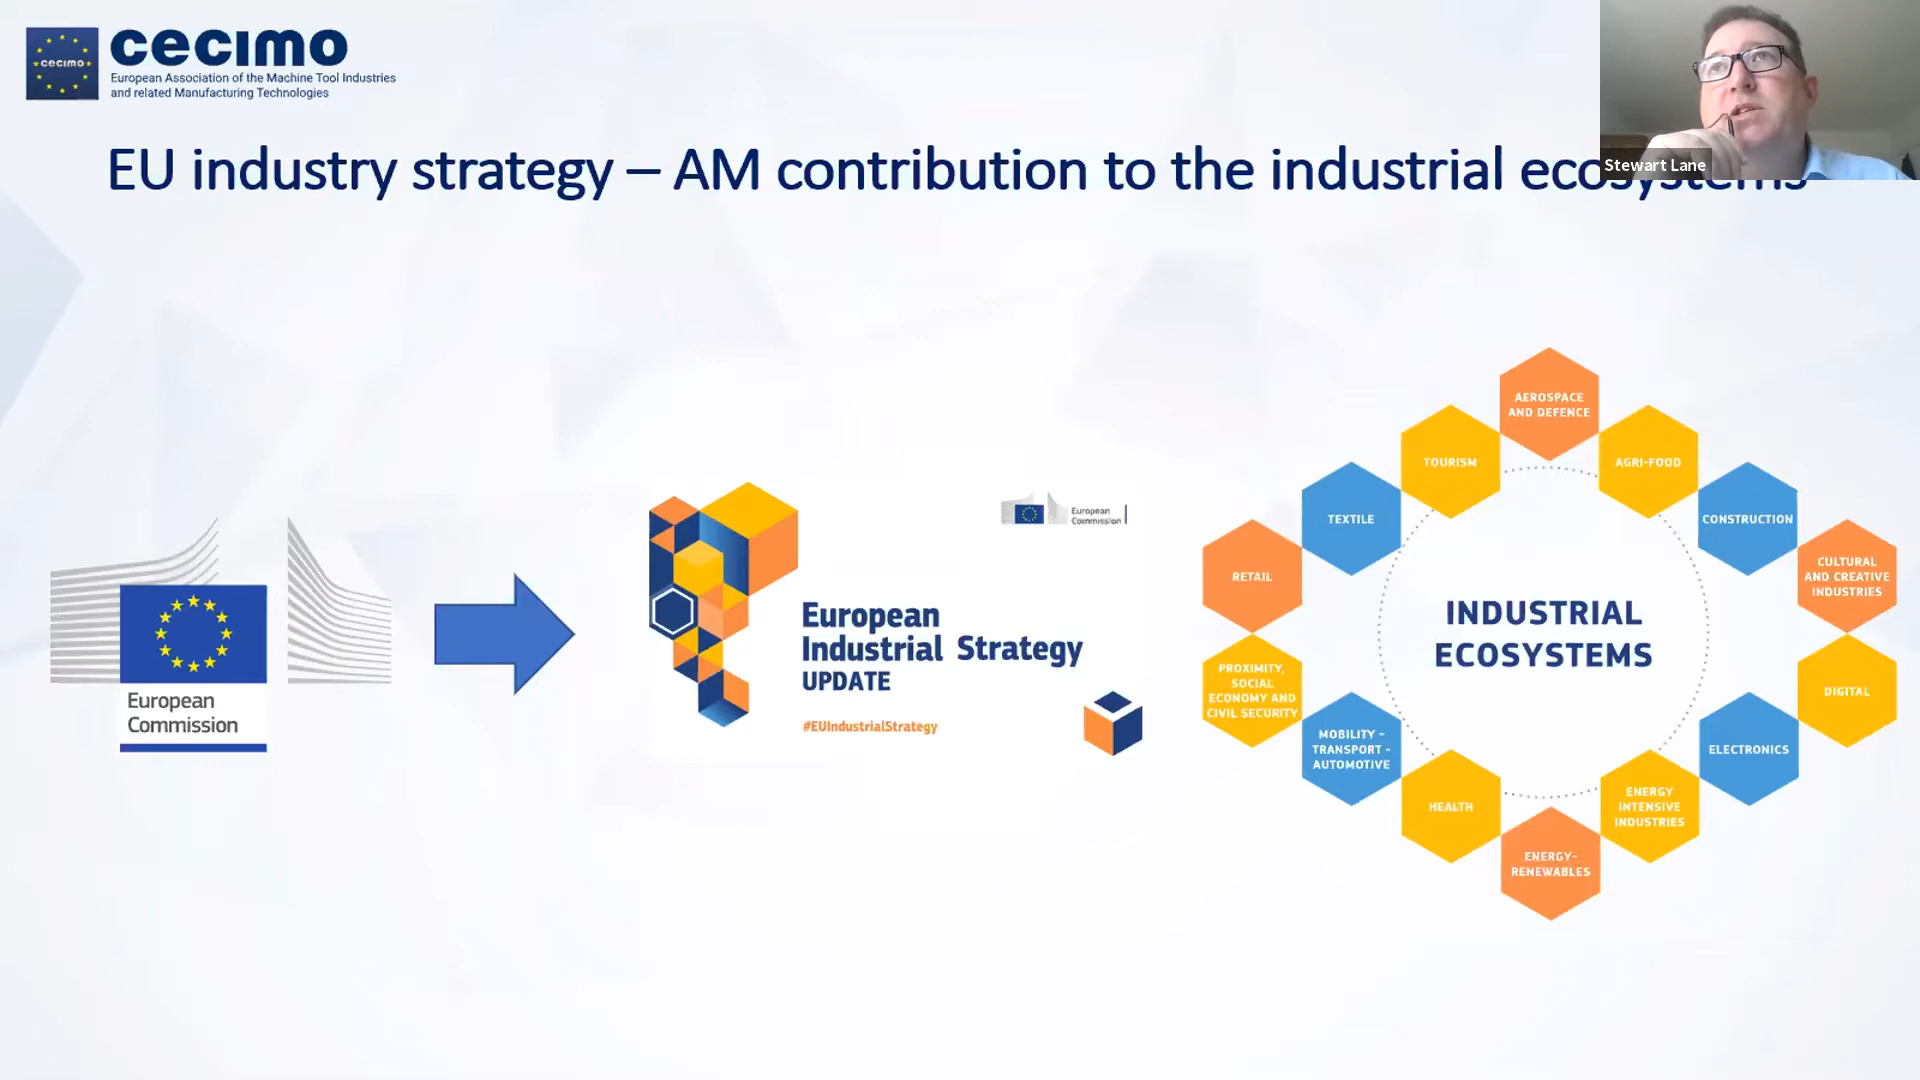 cecimo
cecimo
European Association of the Machine Tool Industries
and related Manufacturing Technologies
Stewart Lane
EU industry strategy – AM contribution to the industrial ecosystems
European
Commission
European
Commission
European
Industrial Strategy
UPDATE
#EUIndustrialStrategy
INDUSTRIAL
ECOSYSTEMS
AEROSPACE
AND DEFENCE
AGRI-FOOD
CONSTRUCTION
CULTURAL
AND CREATIVE
INDUSTRIES
DIGITAL
ELECTRONICS
ENERGY
INTENSIVE
INDUSTRIES
ENERGY-
RENEWABLES
HEALTH
MOBILITY -
TRANSPORT -
AUTOMOTIVE
PROXIMITY,
SOCIAL
ECONOMY AND
CIVIL SECURITY
RETAIL
TEXTILE
TOURISM